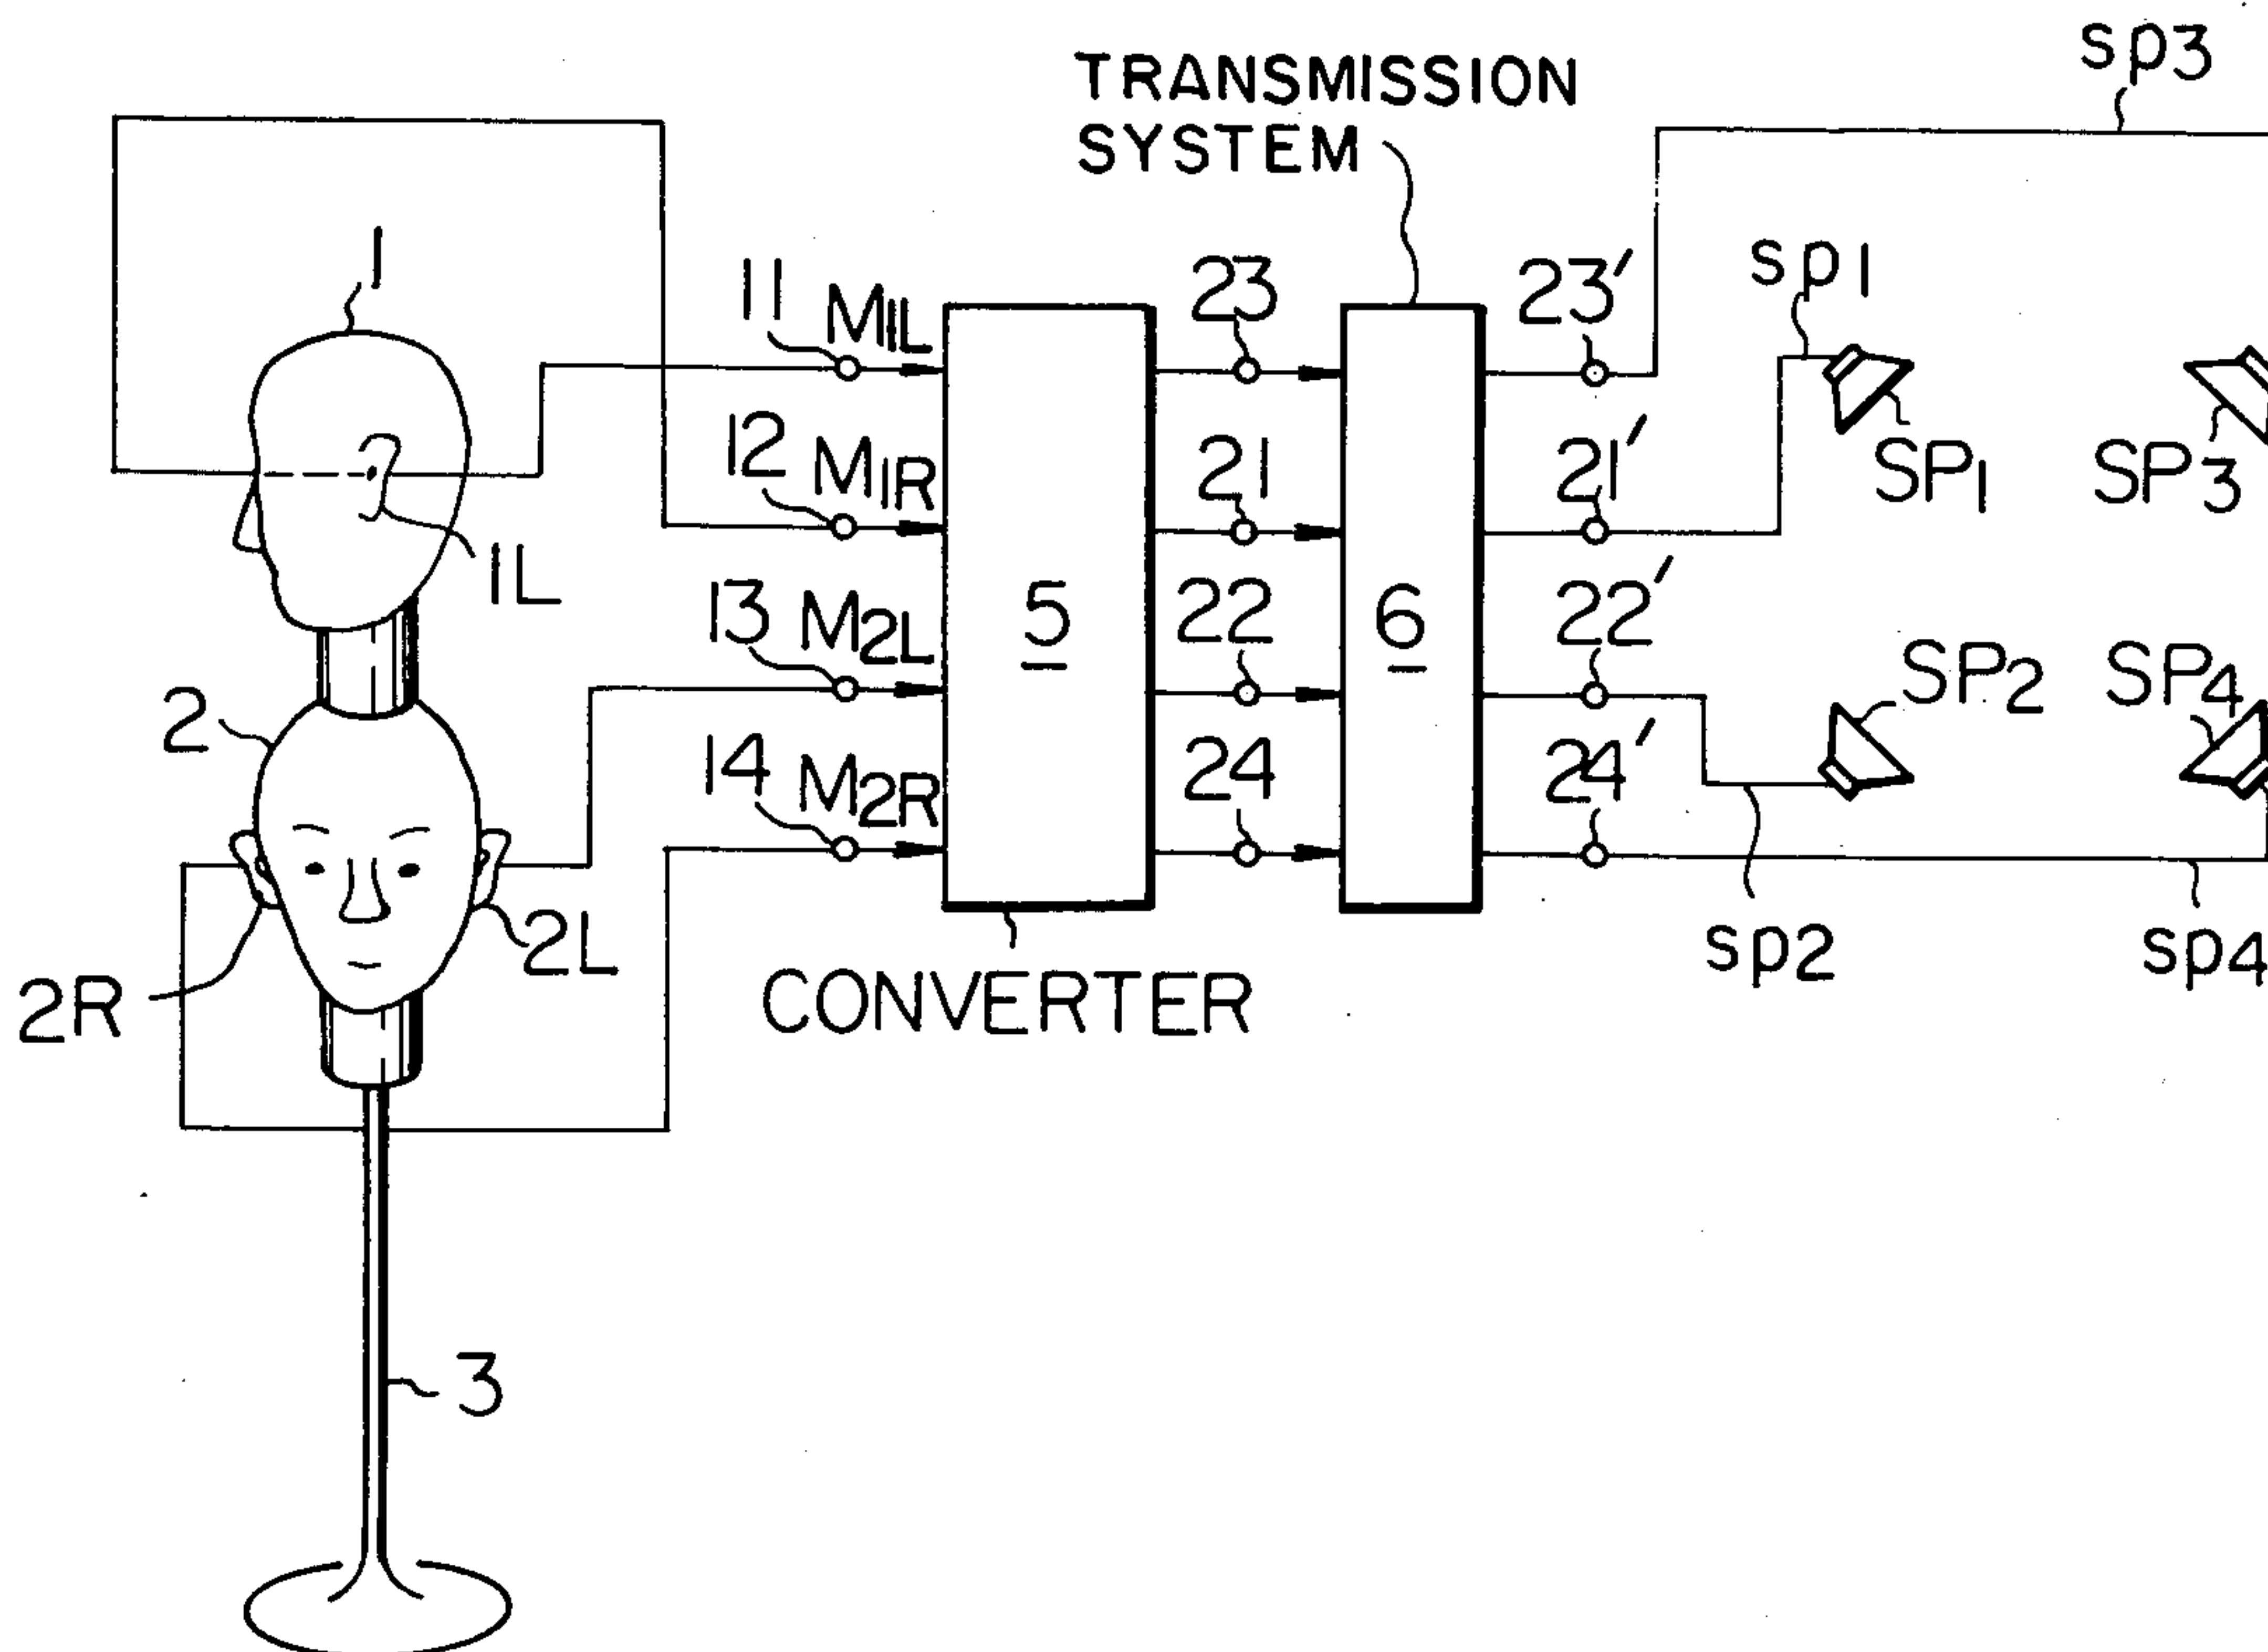 TRANSMISSION
SYSTEM
sp3
1
11 M1L
23
23'
sp1
12 M1R
21
21'
SP1
SP3
1L
13 M2L
5
22
6
22'
SP2
SP4
2
14 M2R
24
24'
2L
2R
CONVERTER
sp2
sp4
3